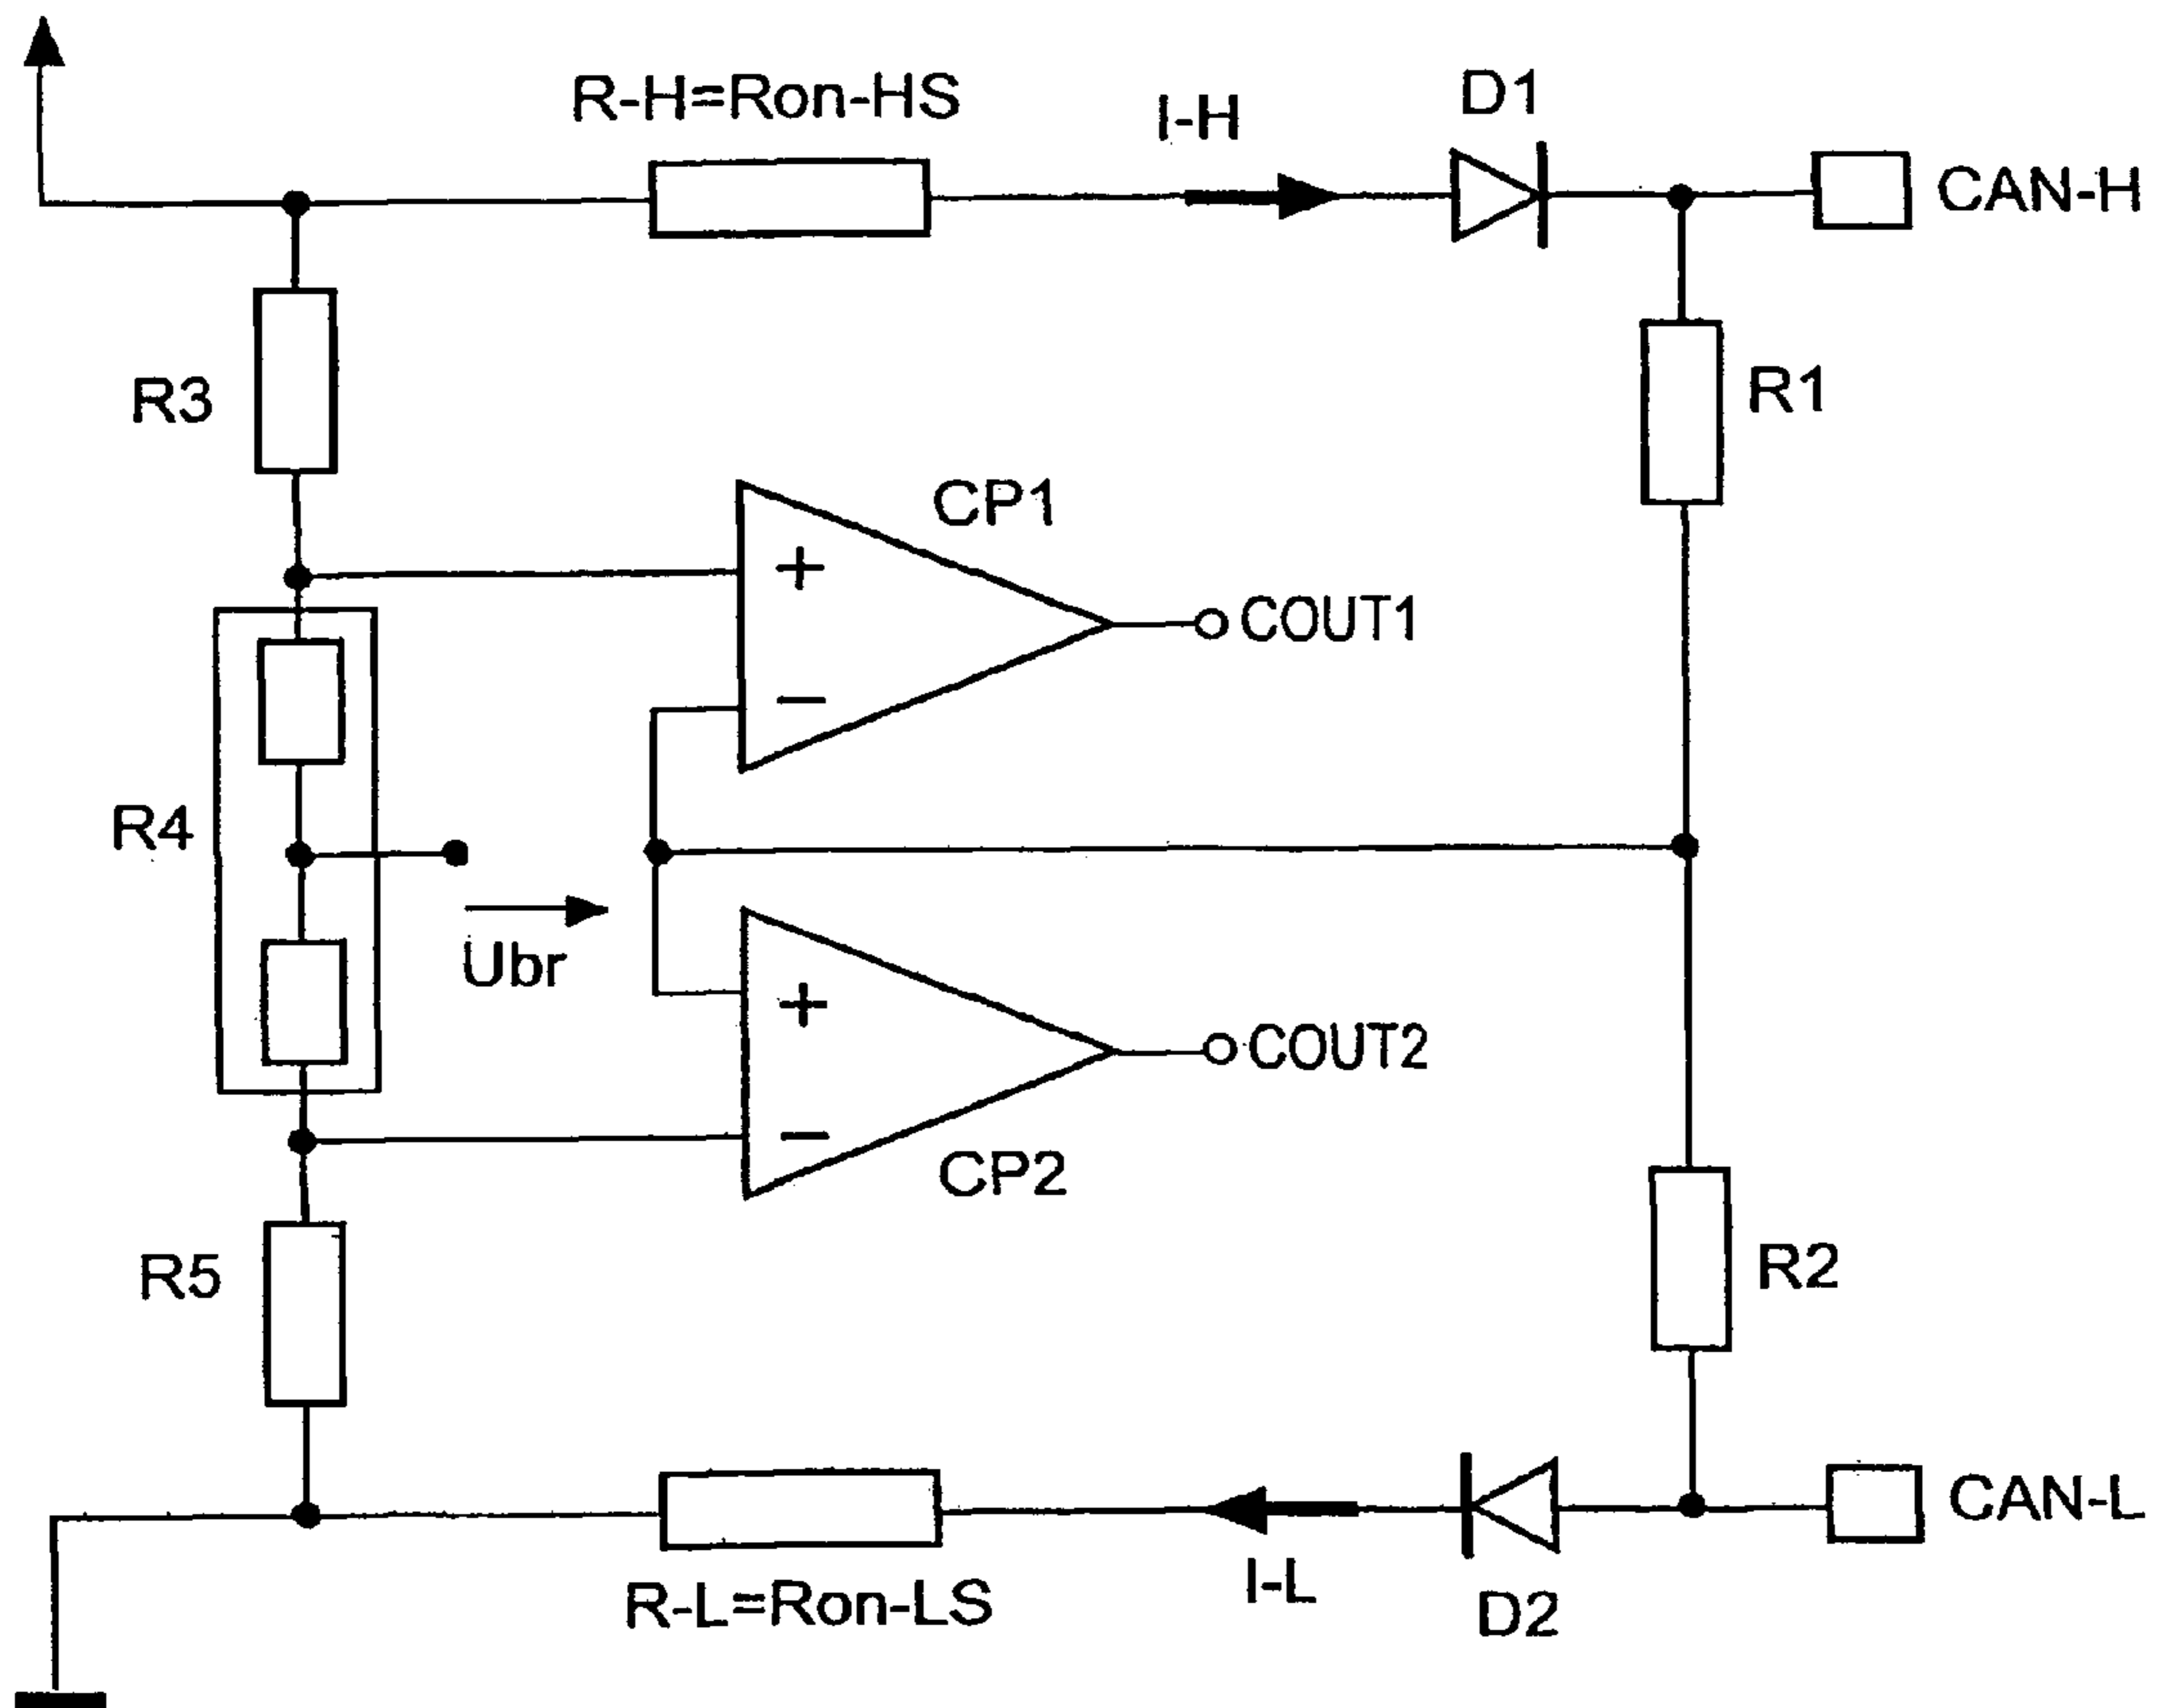 R-H=Ron-HS
I-H
D1
CAN-H
R3
R1
CP1
+
COUT1
−
R4
Ubr
+
COUT2
−
CP2
R5
R2
CAN-L
I-L
R-L=Ron-LS
D2